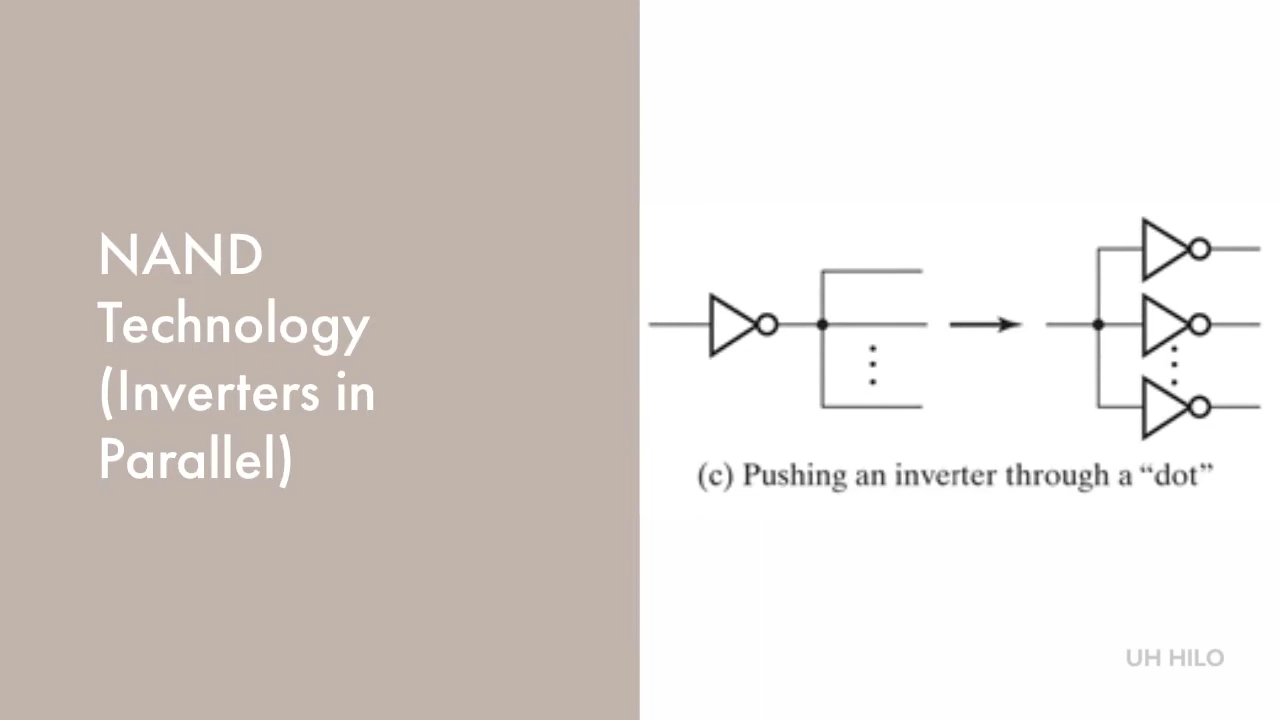 NAND
Technology
(Inverters in
Parallel)
(c) Pushing an inverter through a “dot”
UH HILO